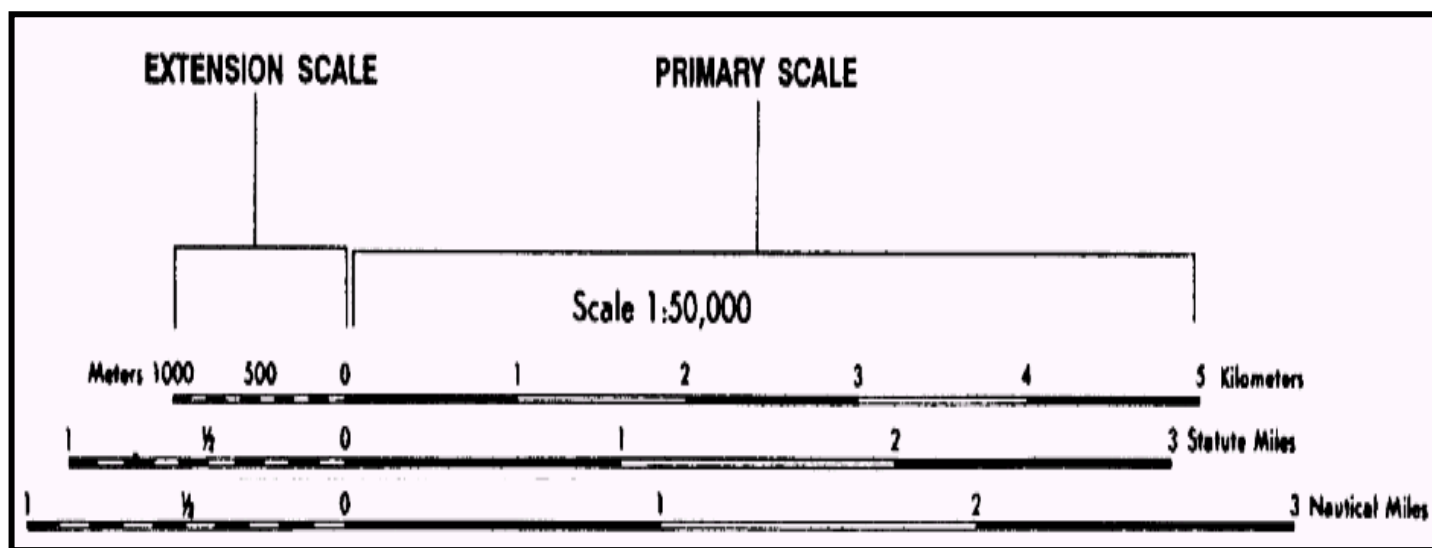 EXTENSION SCALE
PRIMARY SCALE
Scale 1:50,000
Meters 1000 500 0 1 2 3 4 5 Kilometers
1 ½ 0 1 2 3 Statute Miles
1 ½ 0 1 2 3 Nautical Miles